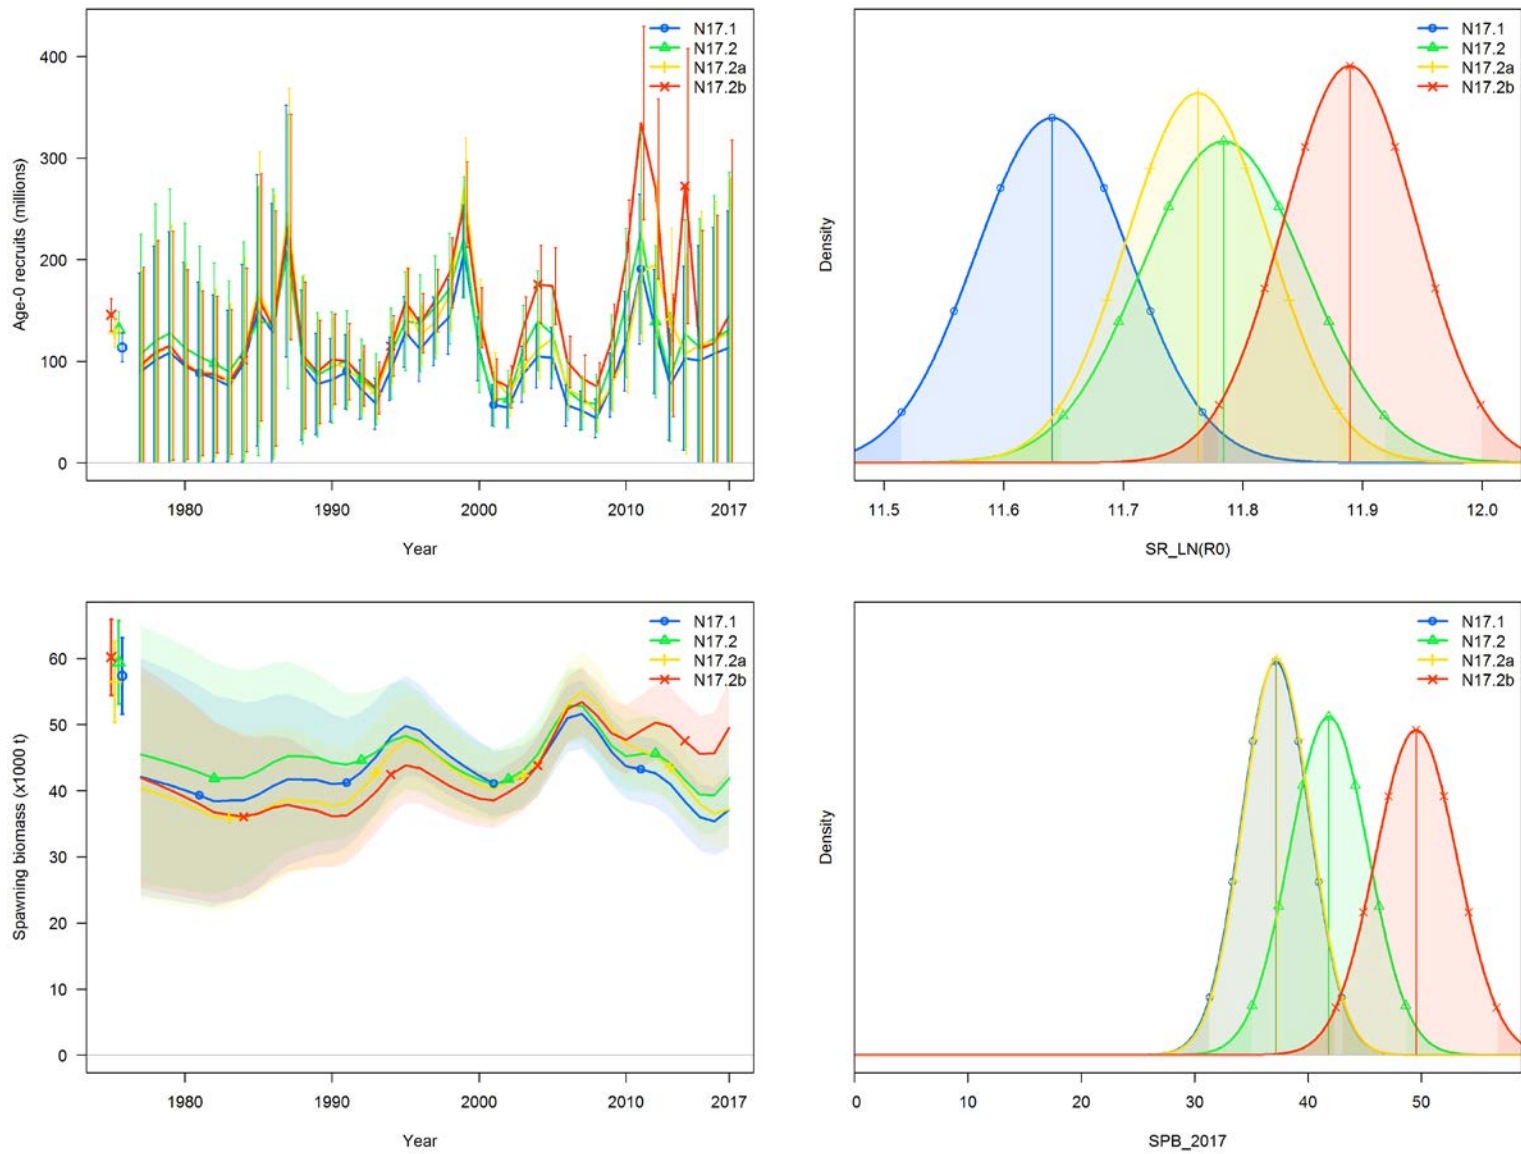 N17.1
N17.2
N17.2a
N17.2b
400
300
200
100
0
Age-0 recruits (millions)
1980 1990 2000 2010 2017
Year
N17.1
N17.2
N17.2a
N17.2b
Density
11.5 11.6 11.7 11.8 11.9 12.0
SR_LN(R0)
N17.1
N17.2
N17.2a
N17.2b
60
50
40
30
20
10
0
Spawning biomass (x1000 t)
1980 1990 2000 2010 2017
Year
N17.1
N17.2
N17.2a
N17.2b
Density
0 10 20 30 40 50
SPB_2017